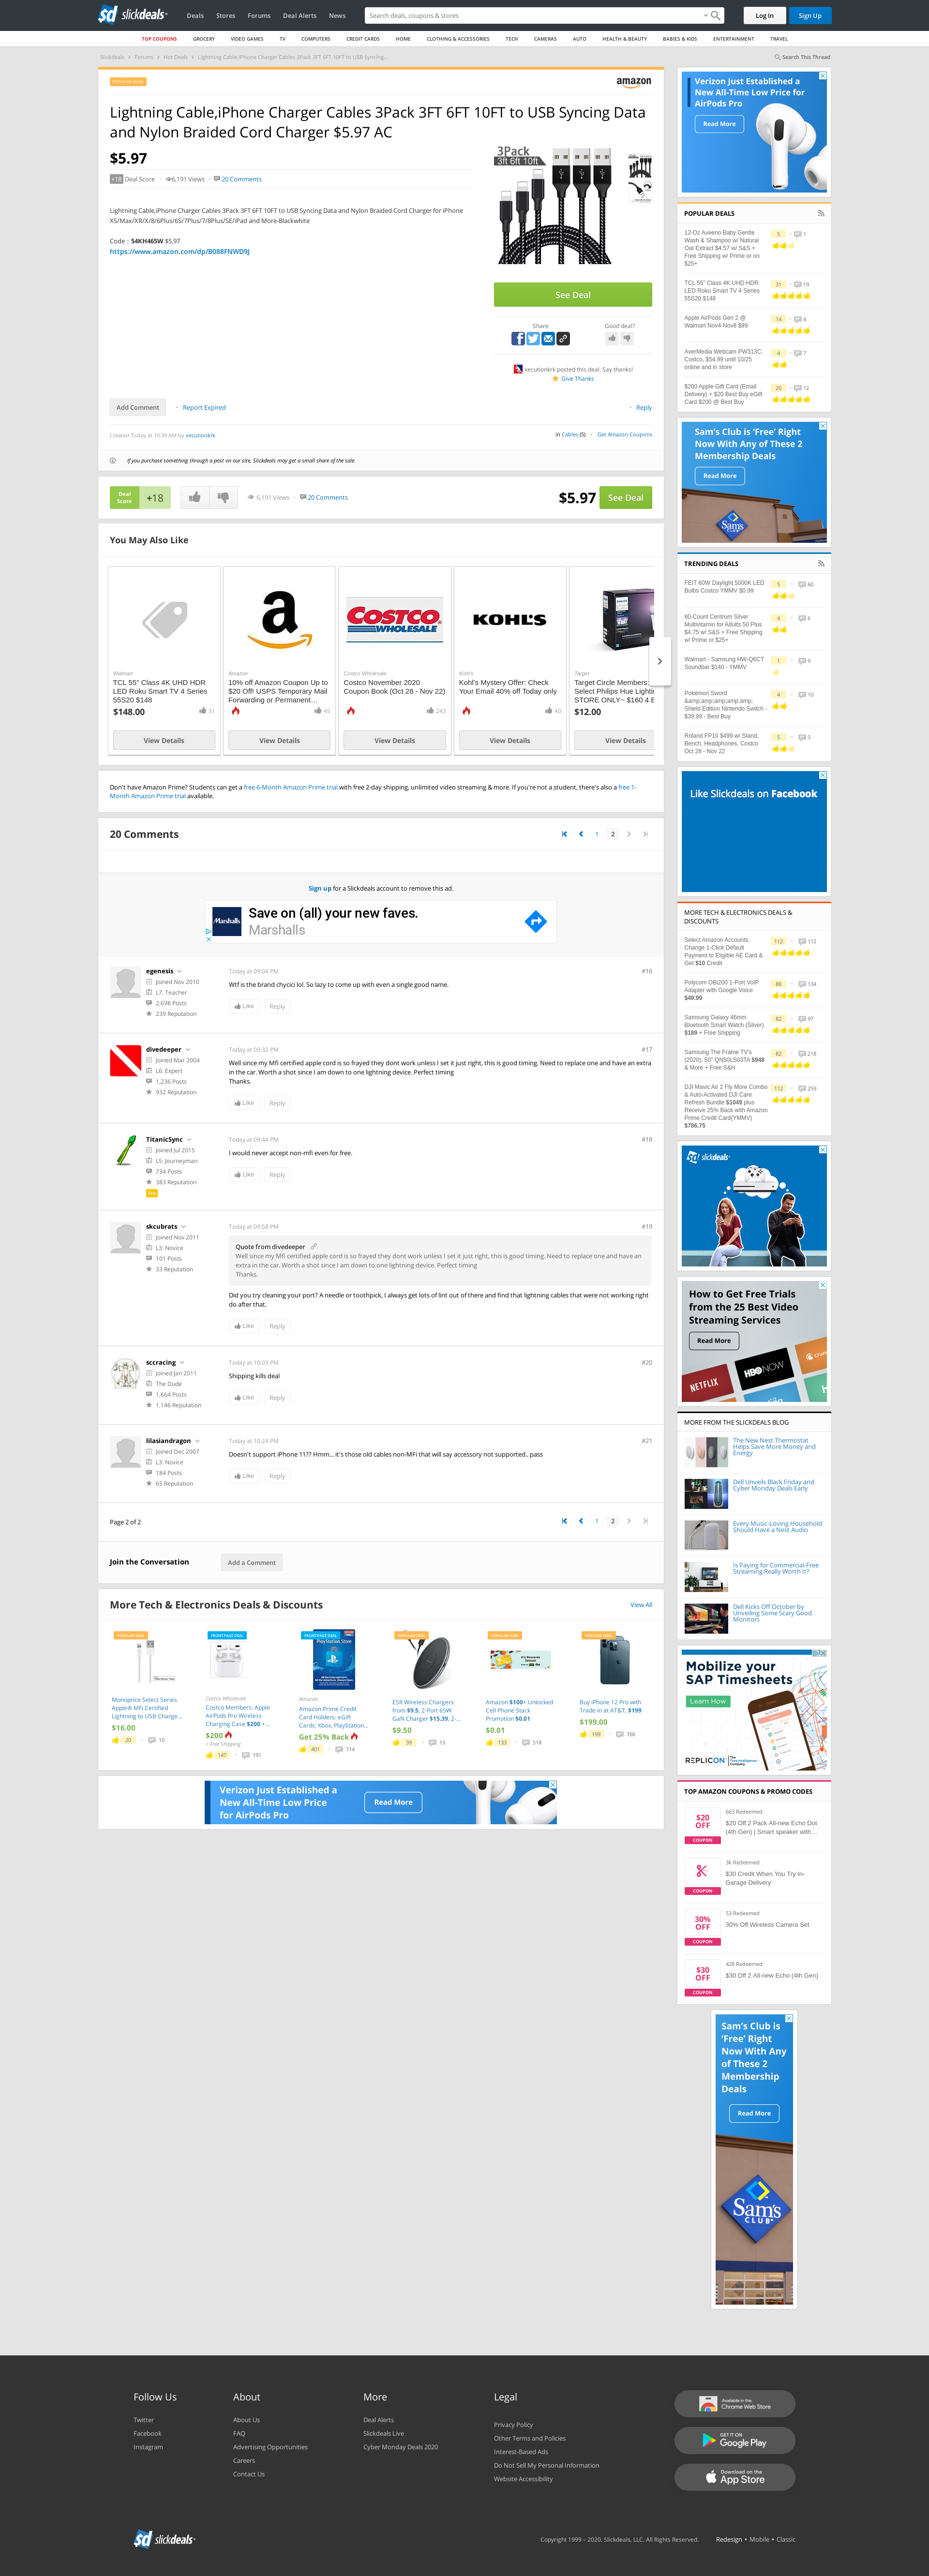 slickdeals
Deals Stores Forums Deal Alerts News
Search deals, coupons & stores
Log In Sign Up
TOP COUPONS GROCERY VIDEO GAMES TV COMPUTERS CREDIT CARDS HOME CLOTHING & ACCESSORIES TECH CAMERAS AUTO HEALTH & BEAUTY BABIES & KIDS ENTERTAINMENT TRAVEL
Slickdeals > Forums > Hot Deals > Lightning Cable,iPhone Charger Cables 3Pack 3FT 6FT 10FT to USB Syncing...
Search This Thread
POPULAR DEAL
amazon
Lightning Cable,iPhone Charger Cables 3Pack 3FT 6FT 10FT to USB Syncing Data
and Nylon Braided Cord Charger $5.97 AC
$5.97
+18 Deal Score · 6,191 Views · 20 Comments
Lightning Cable,iPhone Charger Cables 3Pack 3FT 6FT 10FT to USB Syncing Data and Nylon Braided Cord Charger for iPhone
XS/Max/XR/X/8/6Plus/6S/7Plus/7/8Plus/SE/iPad and More-Blackwhite
Code : 54KH465W $5.97
https://www.amazon.com/dp/B088FNWD9J
3Pack
3ft 6ft 10ft
See Deal
Share
Good deal?
xecutionkrk posted this deal. Say thanks!
Give Thanks
Add Comment · Report Expired
· Reply
Created Today at 10:39 AM by xecutionkrk
in Cables (5) · Get Amazon Coupons
If you purchase something through a post on our site, Slickdeals may get a small share of the sale.
Deal
Score
+18
6,191 Views · 20 Comments
$5.97 See Deal
You May Also Like
Walmart
TCL 55" Class 4K UHD HDR
LED Roku Smart TV 4 Series
55S20 $148
$148.00 31
View Details
Amazon
10% off Amazon Coupon Up to
$20 Off! USPS Temporary Mail
Forwarding or Permanent...
45
View Details
COSTCO
WHOLESALE
Costco Wholesale
Costco November 2020
Coupon Book (Oct 28 - Nov 22)
243
View Details
KOHL'S
Kohl's
Kohl's Mystery Offer: Check
Your Email 40% off Today only
40
View Details
Target
Target Circle Members:
Select Philips Hue Lightin
STORE ONLY~ $160 4 E
$12.00
View Details
Don't have Amazon Prime? Students can get a free 6-Month Amazon Prime trial with free 2-day shipping, unlimited video streaming & more. If you're not a student, there's also a free 1-
Month Amazon Prime trial available.
20 Comments
1 2
Sign up for a Slickdeals account to remove this ad.
Marshalls
Save on (all) your new faves.
Marshalls
egenesis
Joined Nov 2010
L7: Teacher
2,698 Posts
239 Reputation
Today at 09:04 PM
#16
Wtf is the brand chycici lol. So lazy to come up with even a single good name.
Like Reply
divedeeper
Joined Mar 2004
L6: Expert
1,236 Posts
932 Reputation
Today at 09:32 PM
#17
Well since my Mfi certified apple cord is so frayed they dont work unless I set it just right, this is good timing. Need to replace one and have an extra
in the car. Worth a shot since I am down to one lightning device. Perfect timing
Thanks.
Like Reply
TitanicSync
Joined Jul 2015
L5: Journeyman
734 Posts
383 Reputation
Pro
Today at 09:44 PM
#18
I would never accept non-mfi even for free.
Like Reply
skcubrats
Joined Nov 2011
L3: Novice
101 Posts
33 Reputation
Today at 09:58 PM
#19
Quote from divedeeper
Well since my Mfi certified apple cord is so frayed they dont work unless I set it just right, this is good timing. Need to replace one and have an
extra in the car. Worth a shot since I am down to one lightning device. Perfect timing
Thanks.
Did you try cleaning your port? A needle or toothpick, I always get lots of lint out of there and find that lightning cables that were not working right
do after that.
Like Reply
sccracing
Joined Jan 2011
The Dude
1,664 Posts
1,146 Reputation
Today at 10:03 PM
#20
Shipping kills deal
Like Reply
lilasiandragon
Joined Dec 2007
L3: Novice
184 Posts
65 Reputation
Today at 10:24 PM
#21
Doesn't support iPhone 11?? Hmm... it's those old cables non-MFi that will say accessory not supported.. pass
Like Reply
Page 2 of 2
1 2
Join the Conversation
Add a Comment
More Tech & Electronics Deals & Discounts
View All
POPULAR DEAL
Monoprice Select Series
Apple® MFi Certified
Lightning to USB Charge...
$16.00
20 · 10
FRONTPAGE DEAL
Costco Wholesale
Costco Members: Apple
AirPods Pro Wireless
Charging Case $200 +...
$200
+ Free Shipping
147 · 191
FRONTPAGE DEAL
PlayStation Store
Amazon
Amazon Prime Credit
Card Holders: eGift
Cards: Xbox, PlayStation...
Get 25% Back
401 · 714
POPULAR DEAL
ESR Wireless Chargers
from $9.5, 2-Port 65W
GaN Charger $15.39, 2-...
$9.50
39 · 13
POPULAR DEAL
Amazon $100+ Unlocked
Cell Phone Stack
Promotion $0.01
$0.01
133 · 518
POPULAR DEAL
Buy iPhone 12 Pro with
Trade in at AT&T, $199
$199.00
199 · 766
Verizon Just Established a
New All-Time Low Price
for AirPods Pro
Read More
Verizon Just Established a
New All-Time Low Price for
AirPods Pro
Read More
POPULAR DEALS
12-Oz Aveeno Baby Gentle
Wash & Shampoo w/ Natural
Oat Extract $4.57 w/ S&S +
Free Shipping w/ Prime or on
$25+
5 · 1
TCL 55" Class 4K UHD HDR
LED Roku Smart TV 4 Series
55S20 $148
31 · 19
Apple AirPods Gen 2 @
Walmart Nov4-Nov8 $99
14 · 4
AverMedia Webcam PW313C,
Costco, $54.99 until 10/25
online and in store
4 · 7
$200 Apple Gift Card (Email
Delivery) + $20 Best Buy eGift
Card $200 @ Best Buy
20 · 12
Sam's Club is 'Free' Right
Now With Any of These 2
Membership Deals
Read More
Sam's
CLUB
TRENDING DEALS
FEIT 60W Daylight 5000K LED
Bulbs Costco YMMV $0.99
5 · 60
80-Count Centrum Silver
Multivitamin for Adults 50 Plus
$4.75 w/ S&S + Free Shipping
w/ Prime or $25+
4 · 6
Walmart - Samsung HW-Q6CT
Soundbar $140 - YMMV
1 · 9
Pokémon Sword
&amp;amp;amp;amp;amp;
Shield Edition Nintendo Switch -
$39.99 - Best Buy
4 · 10
Roland FP10 $499 w/ Stand,
Bench, Headphones, Costco
Oct 28 - Nov 22
5 · 3
Like Slickdeals on Facebook
MORE TECH & ELECTRONICS DEALS &
DISCOUNTS
Select Amazon Accounts:
Change 1-Click Default
Payment to Eligible AE Card &
Get $10 Credit
112 · 112
Polycom OBi200 1-Port VoIP
Adapter with Google Voice
$49.99
88 · 134
Samsung Galaxy 46mm
Bluetooth Smart Watch (Silver)
$189 + Free Shipping
82 · 97
Samsung The Frame TV's
(2020): 50" QN50LS03TA $948
& More + Free S&H
62 · 218
DJI Mavic Air 2 Fly More Combo
& Auto-Activated DJI Care
Refresh Bundle $1049 plus
Receive 25% Back with Amazon
Prime Credit Card(YMMV)
$786.75
112 · 259
slickdeals
How to Get Free Trials
from the 25 Best Video
Streaming Services
Read More
NETFLIX
HBO NOW
crunchyroll
MORE FROM THE SLICKDEALS BLOG
The New Nest Thermostat
Helps Save More Money and
Energy
Dell Unveils Black Friday and
Cyber Monday Deals Early
Every Music-Loving Household
Should Have a Nest Audio
Is Paying for Commercial-Free
Streaming Really Worth It?
Dell Kicks Off October by
Unveiling Some Scary Good
Monitors
Mobilize your
SAP Timesheets
Learn How
REPLICON
TOP AMAZON COUPONS & PROMO CODES
$20
OFF
COUPON
663 Redeemed
$20 Off 2 Pack All-new Echo Dot
(4th Gen) | Smart speaker with...
COUPON
3k Redeemed
$30 Credit When You Try In-
Garage Delivery
30%
OFF
COUPON
53 Redeemed
30% Off Wireless Camera Set
$30
OFF
COUPON
428 Redeemed
$30 Off 2 All-new Echo (4th Gen)
Sam's Club is
'Free' Right
Now With Any
of These 2
Membership
Deals
Read More
Sam's
CLUB
Follow Us
Twitter
Facebook
Instagram
About
About Us
FAQ
Advertising Opportunities
Careers
Contact Us
More
Deal Alerts
Slickdeals Live
Cyber Monday Deals 2020
Legal
Privacy Policy
Other Terms and Policies
Interest-Based Ads
Do Not Sell My Personal Information
Website Accessibility
Available in the
Chrome Web Store
GET IT ON
Google Play
Download on the
App Store
slickdeals
Copyright 1999 – 2020. Slickdeals, LLC. All Rights Reserved.
Redesign • Mobile • Classic